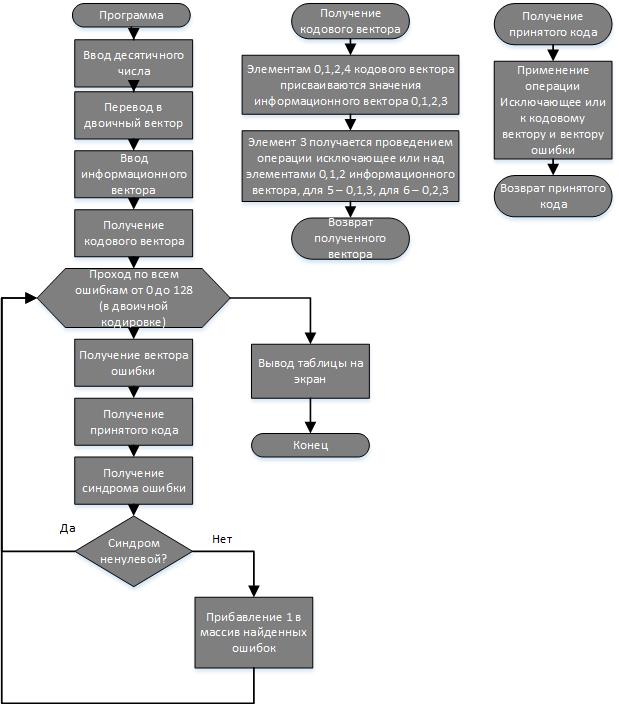 Программа
Ввод десятичного
числа
Перевод в
двоичный вектор
Ввод
информационного
вектора
Получение
кодового вектора
Проход по всем
ошибкам от 0 до 128
(в двоичной
кодировке)
Получение вектора
ошибки
Получение
принятого кода
Получение
синдрома ошибки
Синдром
ненулевой?
Да
Нет
Прибавление 1 в
массив найденных
ошибок
Вывод таблицы на
экран
Конец
Получение
кодового вектора
Элементам 0,1,2,4 кодового вектора
присваиваются значения
информационного вектора 0,1,2,3
Элемент 3 получается проведением
операции исключающее или над
элементами 0,1,2 информационного
вектора, для 5 – 0,1,3, для 6 – 0,2,3
Возврат
полученного
вектора
Получение
принятого кода
Применение
операции
Исключающее или
к кодовому
вектору и вектору
ошибки
Возврат принятого
кода